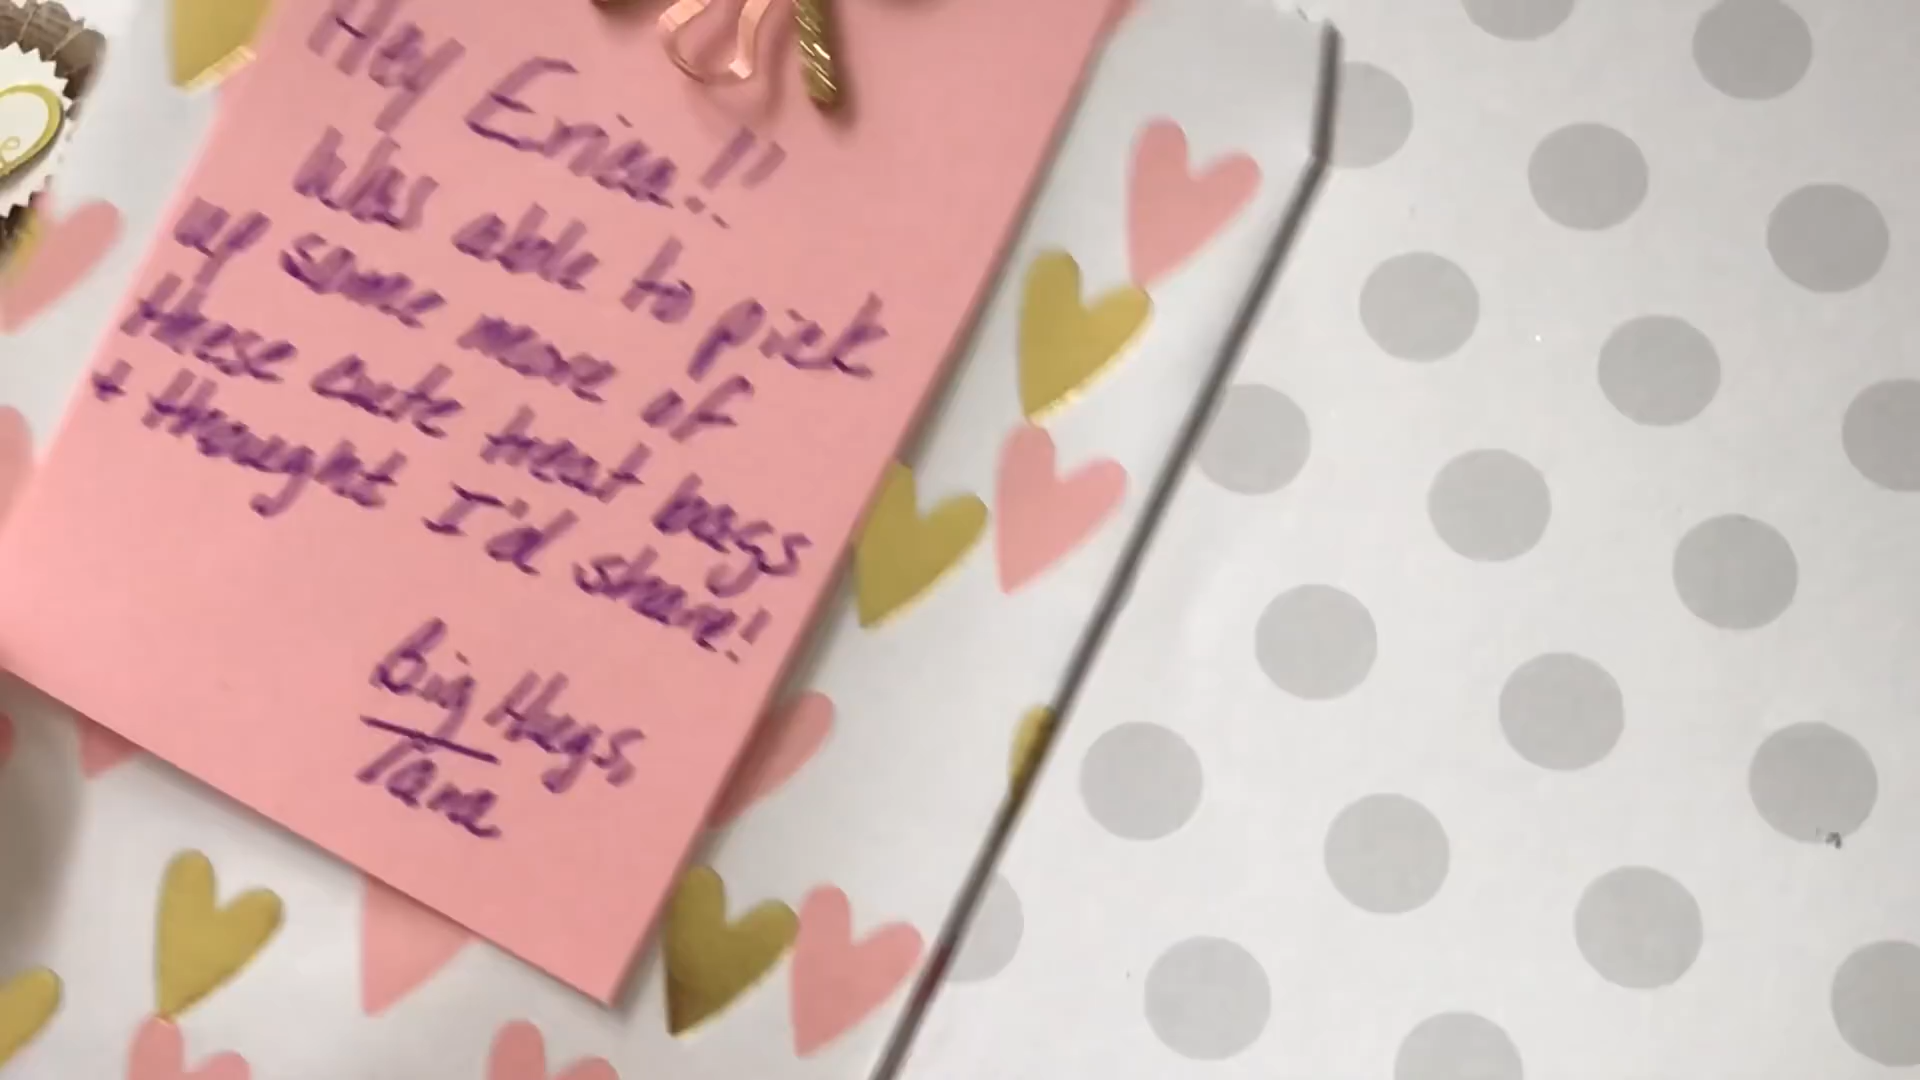 Hey Erica!!
Was able to pick
up some more of
these cute treat bags
+ thought I'd share!
Big Hugs,
Tara